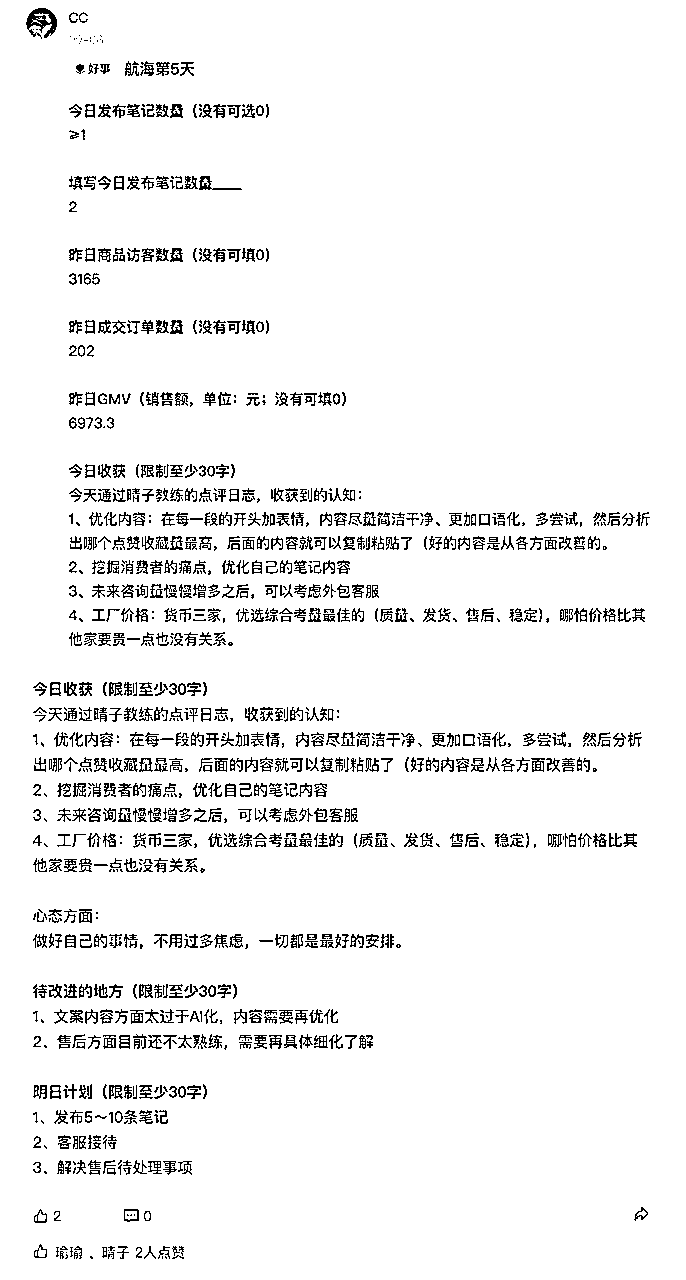 CC
好事 航海第5天
今日发布笔记数量（没有可选0）
≥1
填写今日发布笔记数量____
2
昨日商品访客数量（没有可填0）
3165
昨日成交订单数量（没有可填0）
202
昨日GMV（销售额，单位：元；没有可填0）
6973.3
今日收获（限制至少30字）
今天通过晴子教练的点评日志，收获到的认知：
1、优化内容：在每一段的开头加表情，内容尽量简洁干净、更加口语化，多尝试，然后分析
出哪个点赞收藏量最高，后面的内容就可以复制粘贴了（好的内容是从各方面改善的。
2、挖掘消费者的痛点，优化自己的笔记内容
3、未来咨询量慢慢增多之后，可以考虑外包客服
4、工厂价格：货币三家，优选综合考量最佳的（质量、发货、售后、稳定），哪怕价格比其
他家要贵一点也没有关系。
今日收获（限制至少30字）
今天通过晴子教练的点评日志，收获到的认知：
1、优化内容：在每一段的开头加表情，内容尽量简洁干净、更加口语化，多尝试，然后分析
出哪个点赞收藏量最高，后面的内容就可以复制粘贴了（好的内容是从各方面改善的。
2、挖掘消费者的痛点，优化自己的笔记内容
3、未来咨询量慢慢增多之后，可以考虑外包客服
4、工厂价格：货币三家，优选综合考量最佳的（质量、发货、售后、稳定），哪怕价格比其
他家要贵一点也没有关系。
心态方面：
做好自己的事情，不用过多焦虑，一切都是最好的安排。
待改进的地方（限制至少30字）
1、文案内容方面太过于AI化，内容需要再优化
2、售后方面目前还不太熟练，需要再具体细化了解
明日计划（限制至少30字）
1、发布5～10条笔记
2、客服接待
3、解决售后待处理事项
2 0
瑜瑜 、晴子 2人点赞